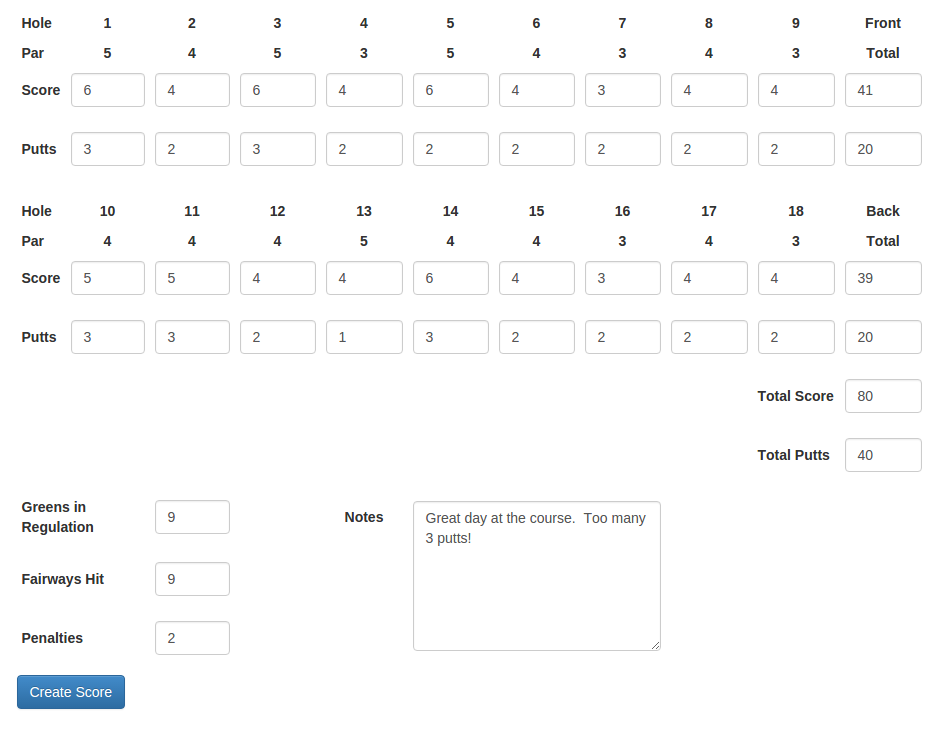 Hole 1 2 3 4 5 6 7 8 9 Front
Par 5 4 5 3 5 4 3 4 3 Total
Score 6 4 6 4 6 4 3 4 4 41
Putts 3 2 3 2 2 2 2 2 2 20
Hole 10 11 12 13 14 15 16 17 18 Back
Par 4 4 4 5 4 4 3 4 3 Total
Score 5 5 4 4 6 4 3 4 4 39
Putts 3 3 2 1 3 2 2 2 2 20
Total Score 80
Total Putts 40
Greens in
Regulation 9
Fairways Hit 9
Penalties 2
Notes
Great day at the course.  Too many
3 putts!
Create Score